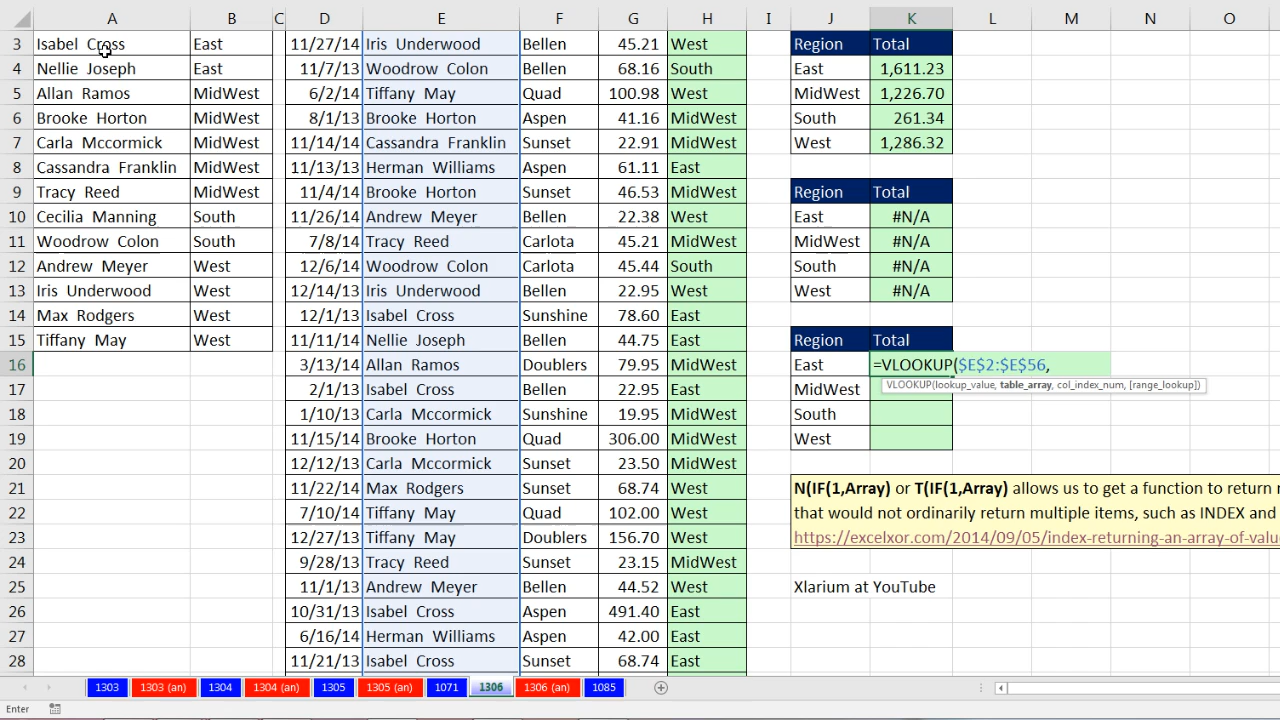 A B C D E F G H I J K L M N O
3 Isabel Cross East 11/27/14 Iris Underwood Bellen 45.21 West Region Total
4 Nellie Joseph East 11/7/13 Woodrow Colon Bellen 68.16 South East 1,611.23
5 Allan Ramos MidWest 6/2/14 Tiffany May Quad 100.98 West MidWest 1,226.70
6 Brooke Horton MidWest 8/1/13 Brooke Horton Aspen 41.16 MidWest South 261.34
7 Carla Mccormick MidWest 11/14/14 Cassandra Franklin Sunset 22.91 MidWest West 1,286.32
8 Cassandra Franklin MidWest 11/13/13 Herman Williams Aspen 61.11 East
9 Tracy Reed MidWest 11/4/14 Brooke Horton Sunset 46.53 MidWest Region Total
10 Cecilia Manning South 11/26/14 Andrew Meyer Bellen 22.38 West East #N/A
11 Woodrow Colon South 7/8/14 Tracy Reed Carlota 45.21 MidWest MidWest #N/A
12 Andrew Meyer West 12/6/14 Woodrow Colon Carlota 45.44 South South #N/A
13 Iris Underwood West 12/14/13 Iris Underwood Bellen 22.95 West West #N/A
14 Max Rodgers West 12/1/13 Isabel Cross Sunshine 78.60 East
15 Tiffany May West 11/11/13 Nellie Joseph Bellen 44.75 East Region Total
16 3/13/14 Allan Ramos Doublers 79.95 MidWest East =VLOOKUP($E$2:$E$56,
VLOOKUP(lookup_value, table_array, col_index_num, [range_lookup])
17 2/1/13 Isabel Cross Sunset 22.95 East MidWest
18 1/10/13 Carla Mccormick Sunshine 19.95 MidWest South
19 11/15/14 Brooke Horton Quad 306.00 MidWest West
20 12/12/13 Carla Mccormick Sunset 23.50 MidWest
21 11/22/14 Max Rodgers Sunset 68.74 West N(IF(1,Array) or T(IF(1,Array) allows us to get a function to return
22 7/10/14 Tiffany May Quad 102.00 West that would not ordinarily return multiple items, such as INDEX and
23 12/27/13 Tiffany May Doublers 156.70 West https://excelxor.com/2014/09/05/index-returning-an-array-of-valu
24 9/28/13 Tracy Reed Sunset 23.15 MidWest
25 11/1/13 Andrew Meyer Bellen 44.52 West Xlarium at YouTube
26 10/31/13 Isabel Cross Aspen 491.40 East
27 6/16/14 Herman Williams Aspen 42.00 East
28 11/21/13 Isabel Cross Sunset 68.74 East
1303 1303 (an) 1304 1304 (an) 1305 1305 (an) 1071 1306 1306 (an) 1085
Enter